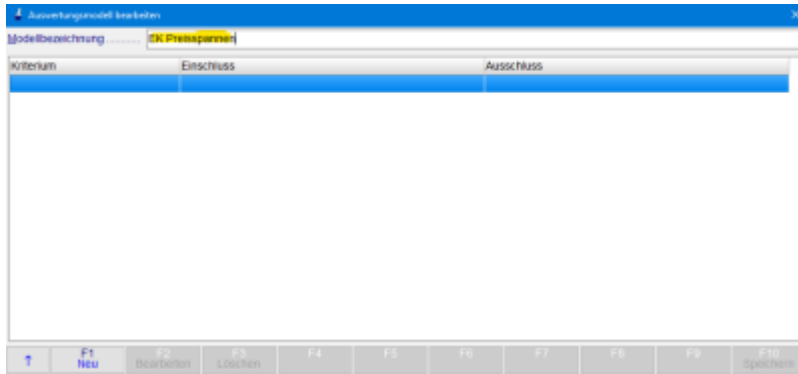 Auswertungsmodell bearbeiten
Modellbezeichnung......... EK Preisspannen
Kriterium Einschluss Ausschluss
F1 F2 F3 F4 F5 F6 F7 F8 F9 F10
Neu Bearbeiten Löschen Speichern